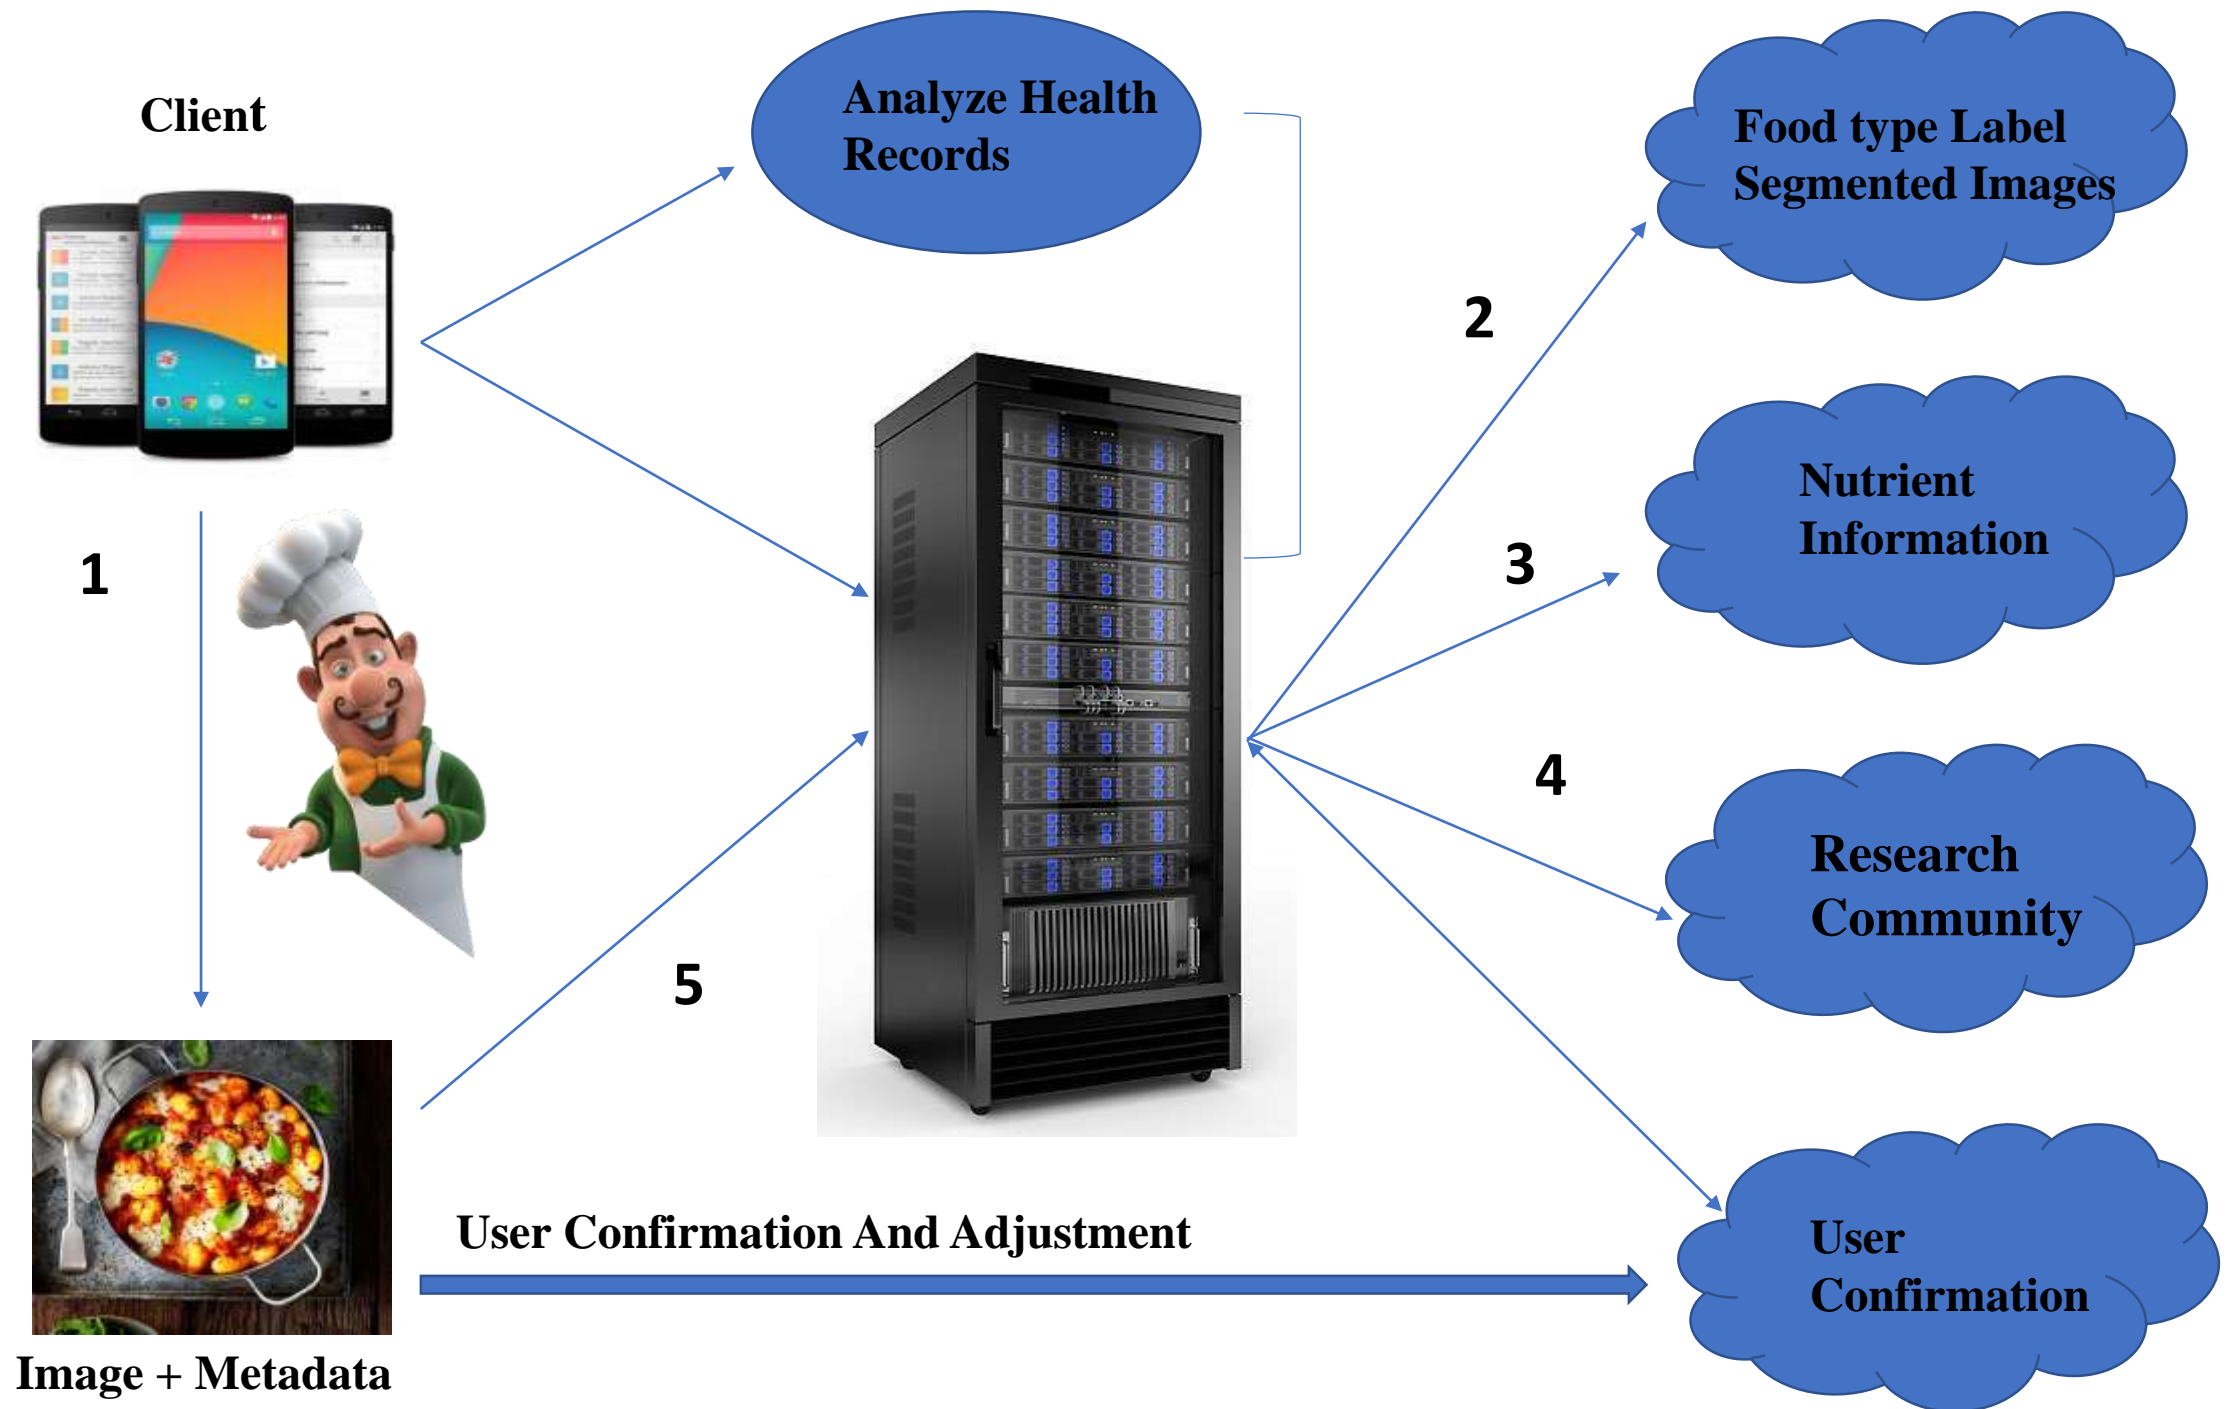 Client
Analyze Health
Records
Food type Label
Segmented Images
2
Nutrient
Information
3
1
4
Research
Community
5
User Confirmation And Adjustment
User
Confirmation
Image + Metadata